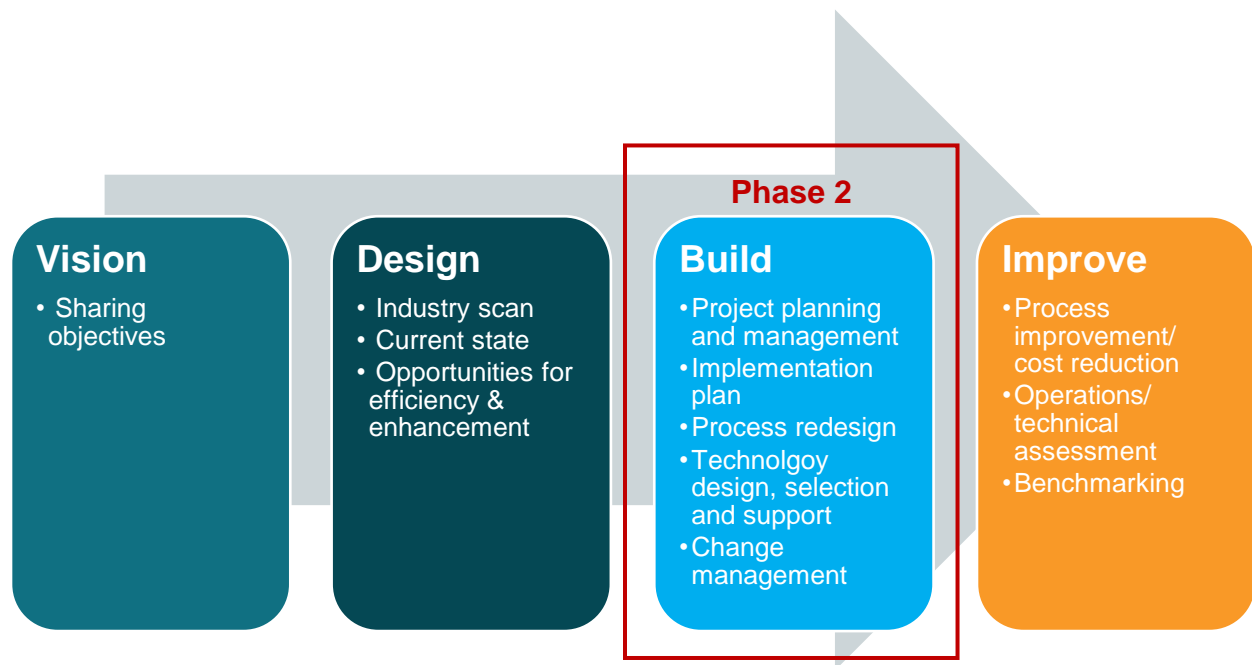 Phase 2
Vision
• Sharing
objectives
Design
• Industry scan
• Current state
• Opportunities for
efficiency &
enhancement
Build
•Project planning
and management
•Implementation
plan
•Process redesign
•Technolgoy
design, selection
and support
•Change
management
Improve
•Process
improvement/
cost reduction
•Operations/
technical
assessment
•Benchmarking